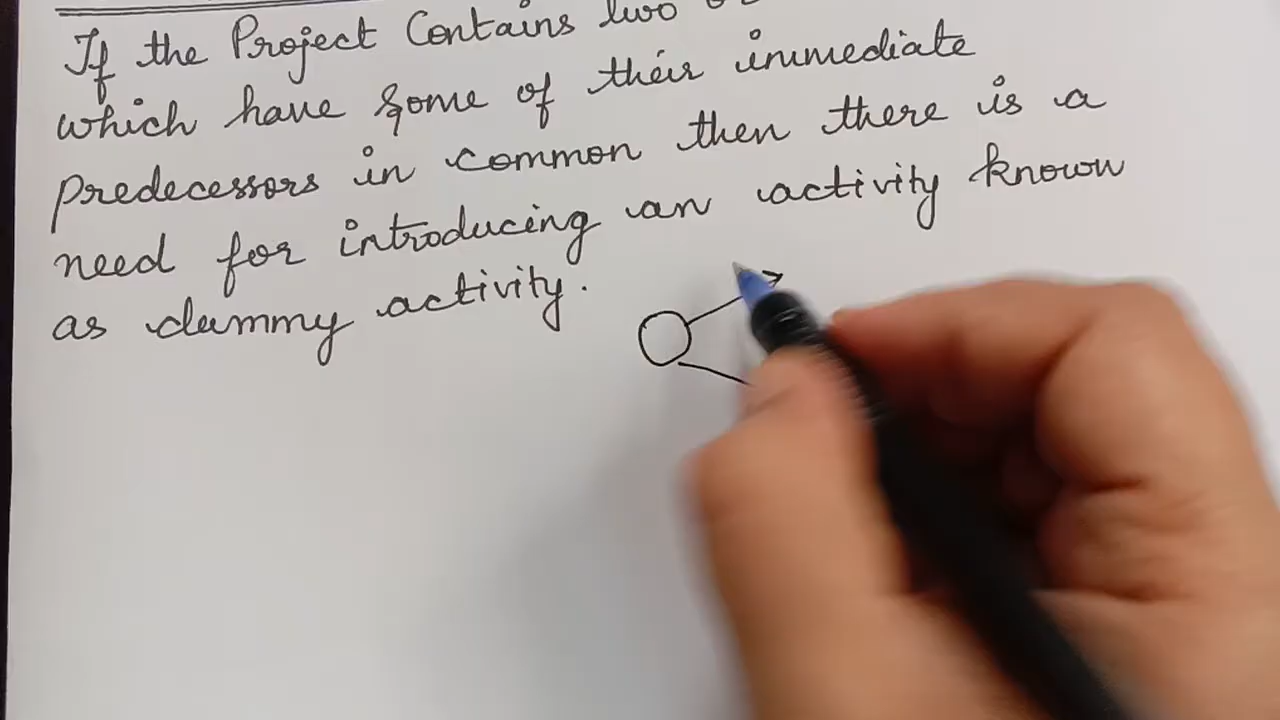 If the Project Contains two
which have some of their immediate
predecessors in common then there is a
need for introducing an activity known
as dummy activity.